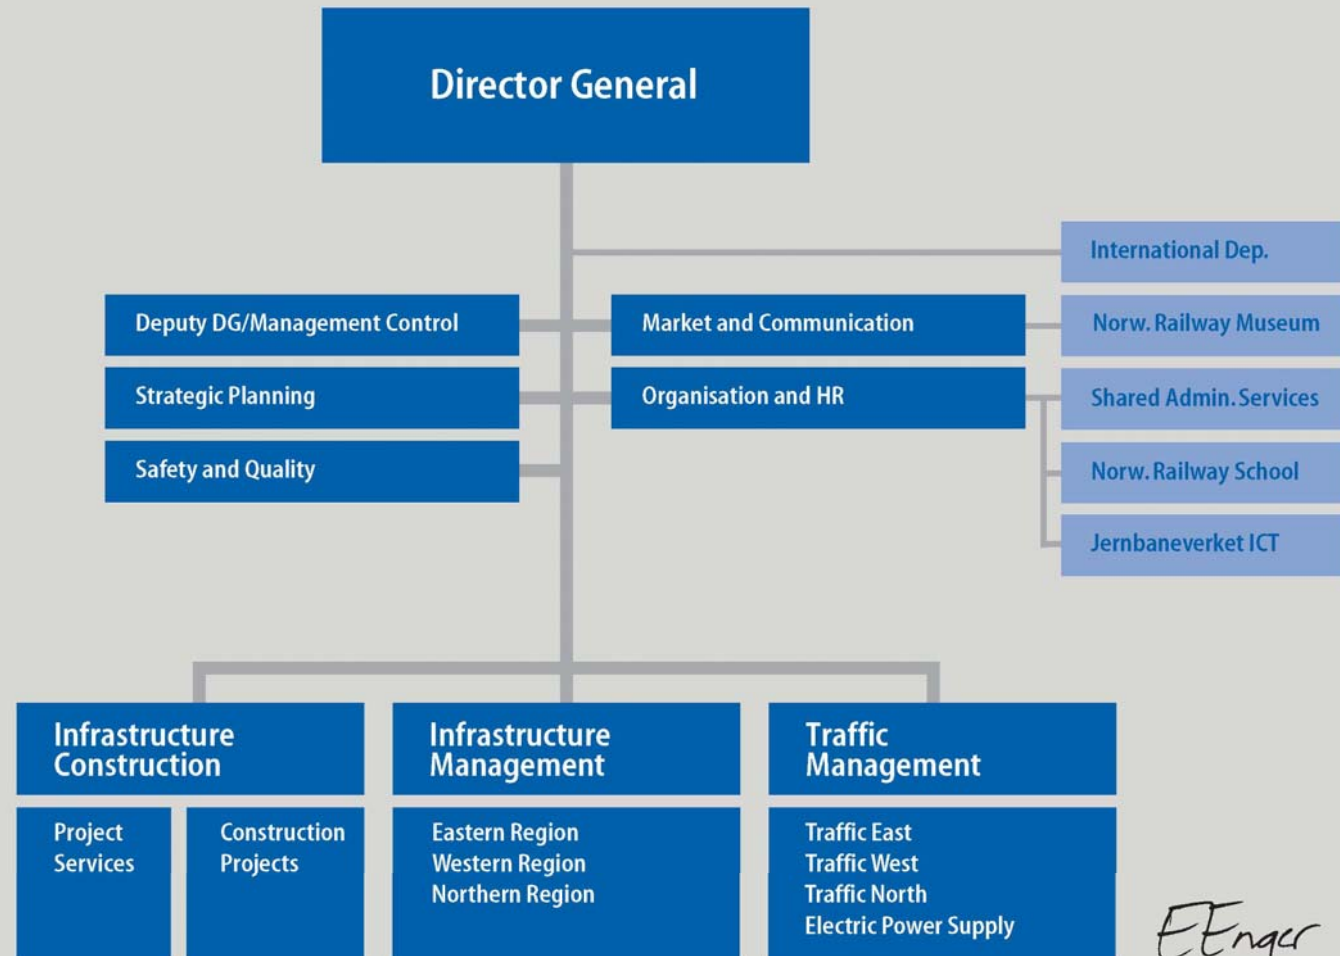 Director General
International Dep.
Deputy DG/Management Control
Market and Communication
Norw. Railway Museum
Strategic Planning
Organisation and HR
Shared Admin. Services
Safety and Quality
Norw. Railway School
Jernbaneverket ICT
Infrastructure
Construction
Infrastructure
Management
Traffic
Management
Project
Services
Construction
Projects
Eastern Region
Western Region
Northern Region
Traffic East
Traffic West
Traffic North
Electric Power Supply